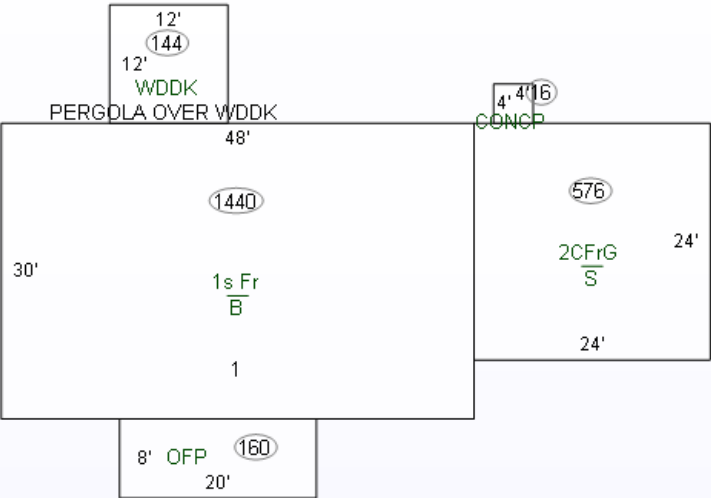 12'
144
12'
WDDK
PERGOLA OVER WDDK
4' 4' 16
CONCP
48'
1440
576
30'
24'
2CFrG
S
1s Fr
B
24'
1
8' OFP 160
20'